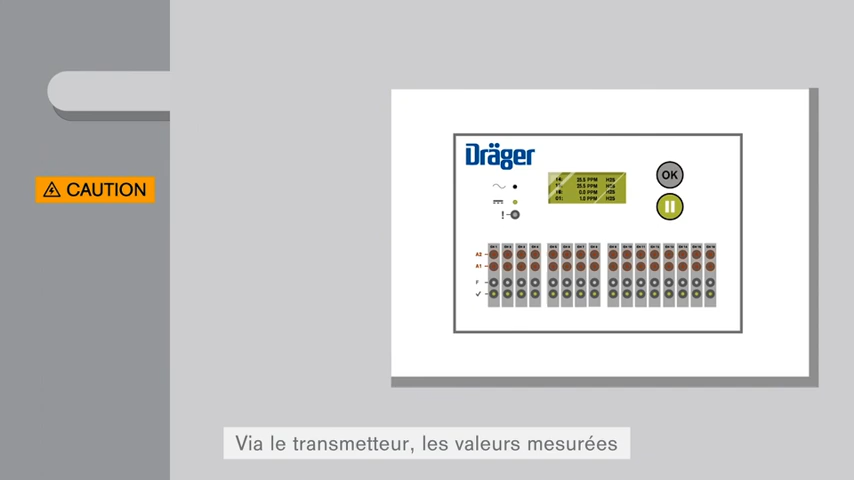 Dräger
25.5 PPM H2S
25.5 PPM H2S
0.0 PPM H2S
01: 1.0 PPM H2S
OK
!
CAUTION
A2
A1
F
Via le transmetteur, les valeurs mesurées